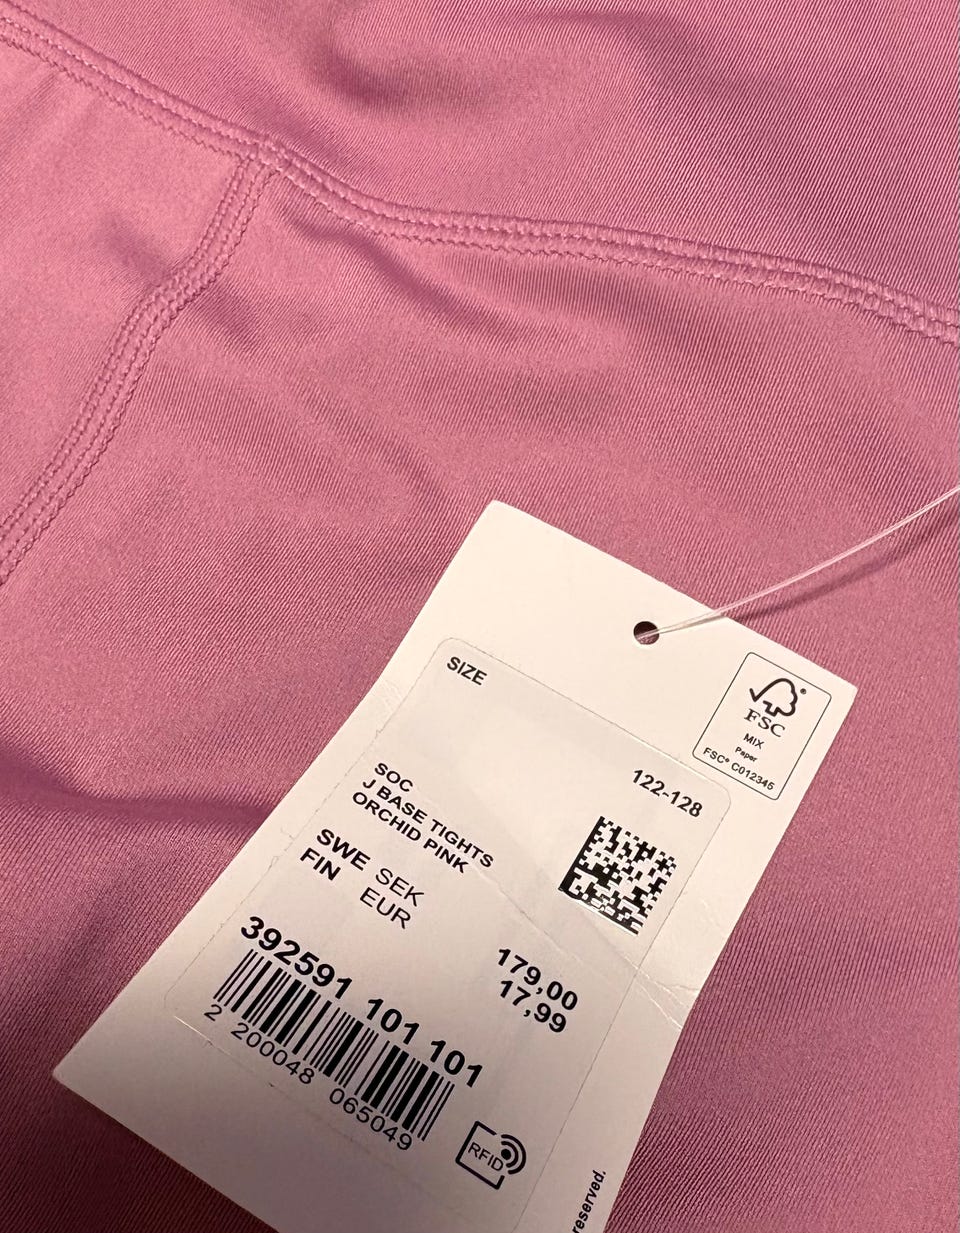 SIZE
FSC®
MIX
Paper
FSC® C012345
122-128
SOC
J BASE TIGHTS
ORCHID PINK
SWE SEK 179,00
FIN EUR 17,99
392591 101 101
2 200048 065049
RFID
reserved.